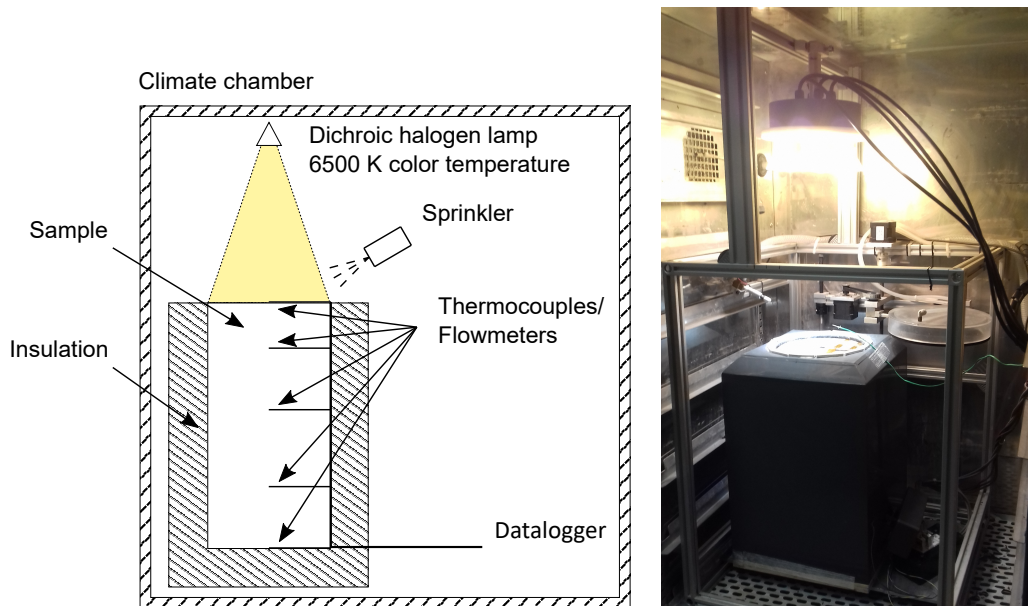 Climate chamber
Dichroic halogen lamp
6500 K color temperature
Sprinkler
Sample
Thermocouples/
Flowmeters
Insulation
Datalogger